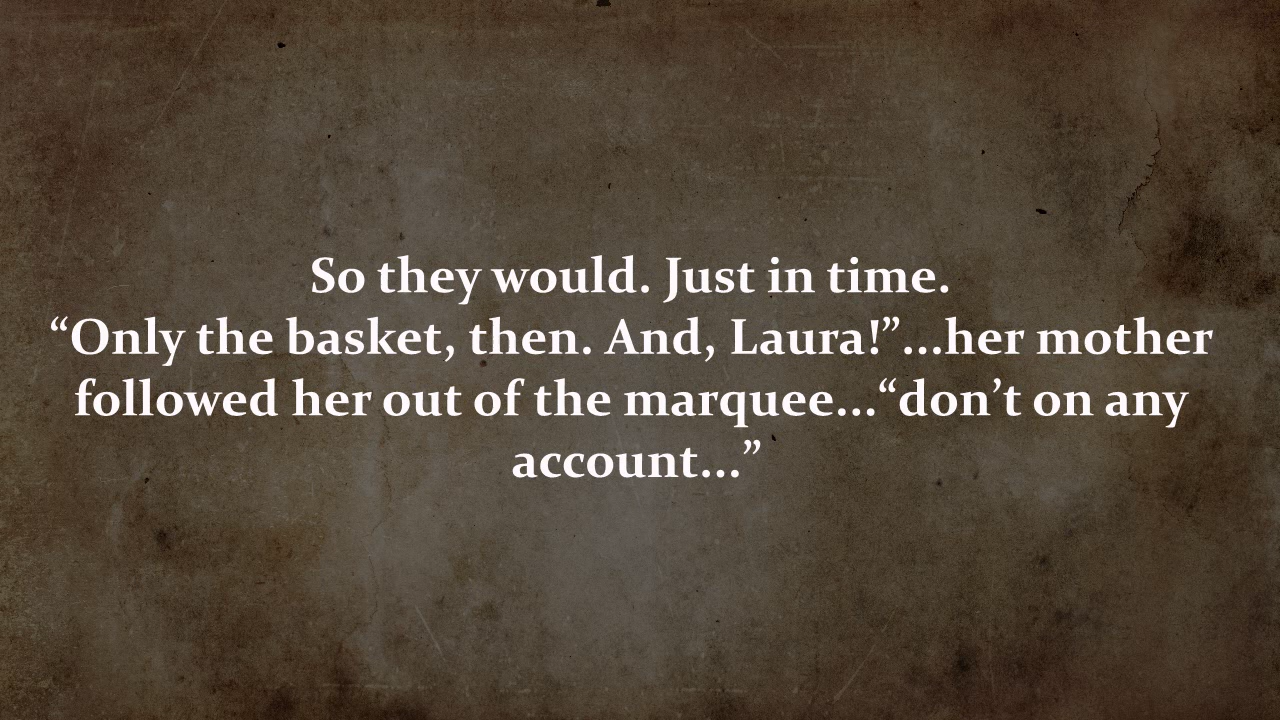 So they would. Just in time.
“Only the basket, then. And, Laura!”...her mother
followed her out of the marquee...“don’t on any
account...”